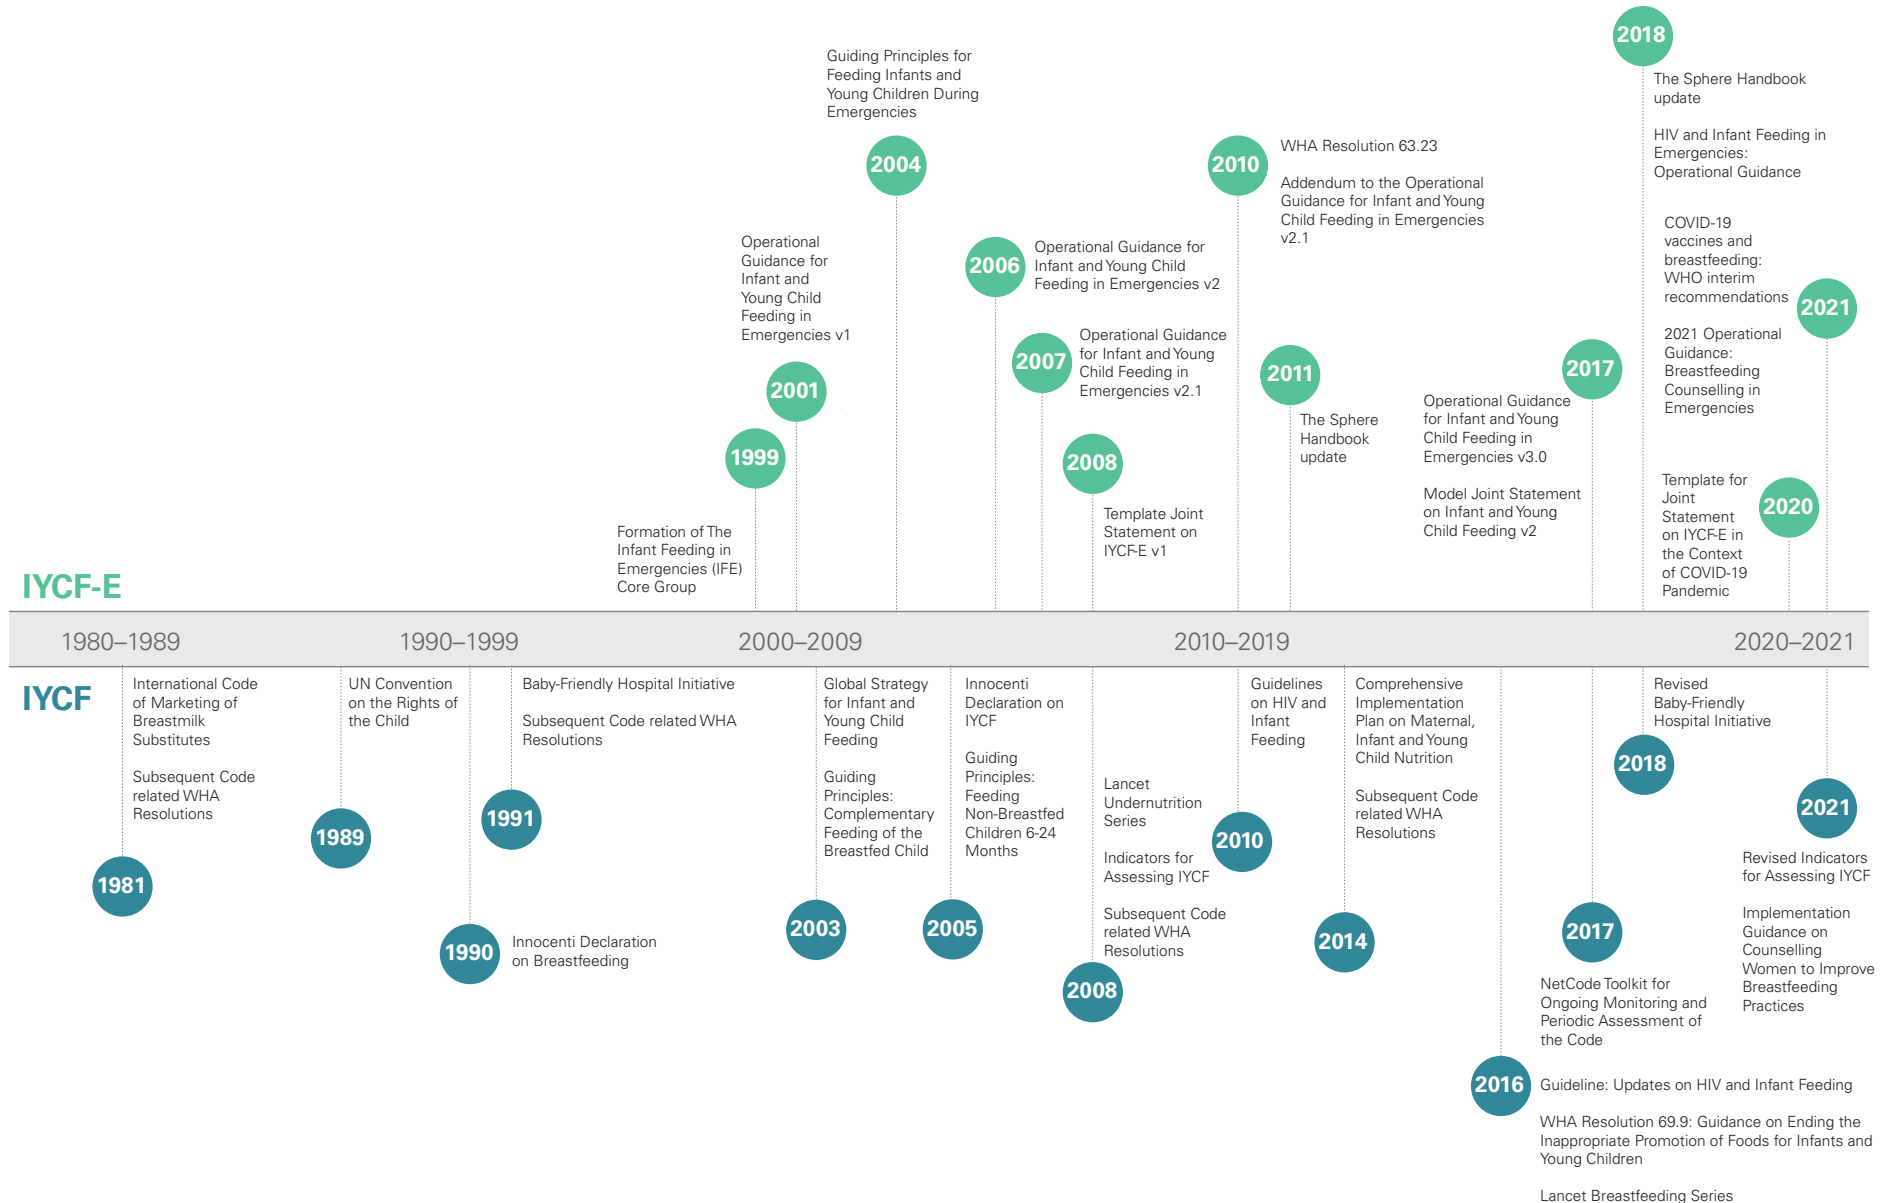 2018
The Sphere Handbook
update
HIV and Infant Feeding in
Emergencies:
Operational Guidance
Guiding Principles for
Feeding Infants and
Young Children During
Emergencies
2004
2010
WHA Resolution 63.23
Addendum to the Operational
Guidance for Infant and Young
Child Feeding in Emergencies
v2.1
Operational
Guidance for
Infant and
Young Child
Feeding in
Emergencies v1
2001
2006
Operational Guidance for
Infant and Young Child
Feeding in Emergencies v2
2007
Operational Guidance
for Infant and Young
Child Feeding in
Emergencies v2.1
COVID-19
vaccines and
breastfeeding:
WHO interim
recommendations
2021 Operational
Guidance:
Breastfeeding
Counselling in
Emergencies
2021
2011
The Sphere
Handbook
update
2017
Operational Guidance
for Infant and Young
Child Feeding in
Emergencies v3.0
Model Joint Statement
on Infant and Young
Child Feeding v2
1999
Formation of The
Infant Feeding in
Emergencies (IFE)
Core Group
2008
Template Joint
Statement on
IYCF-E v1
Template for
Joint
Statement
on IYCF-E in
the Context
of COVID-19
Pandemic
2020
IYCF-E
1980–1989
1990–1999
2000–2009
2010–2019
2020–2021
IYCF
International Code
of Marketing of
Breastmilk
Substitutes
Subsequent Code
related WHA
Resolutions
1981
UN Convention
on the Rights of
the Child
1989
Baby-Friendly Hospital Initiative
Subsequent Code related WHA
Resolutions
1991
1990
Innocenti Declaration
on Breastfeeding
Global Strategy
for Infant and
Young Child
Feeding
Guiding
Principles:
Complementary
Feeding of the
Breastfed Child
2003
Innocenti
Declaration on
IYCF
Guiding
Principles:
Feeding
Non-Breastfed
Children 6-24
Months
2005
Lancet
Undernutrition
Series
Indicators for
Assessing IYCF
Subsequent Code
related WHA
Resolutions
2008
Guidelines
on HIV and
Infant
Feeding
2010
Comprehensive
Implementation
Plan on Maternal,
Infant and Young
Child Nutrition
Subsequent Code
related WHA
Resolutions
2014
Revised
Baby-Friendly
Hospital Initiative
2018
2021
Revised Indicators
for Assessing IYCF
Implementation
Guidance on
Counselling
Women to Improve
Breastfeeding
Practices
2017
NetCode Toolkit for
Ongoing Monitoring and
Periodic Assessment of
the Code
2016
Guideline: Updates on HIV and Infant Feeding
WHA Resolution 69.9: Guidance on Ending the
Inappropriate Promotion of Foods for Infants and
Young Children
Lancet Breastfeeding Series